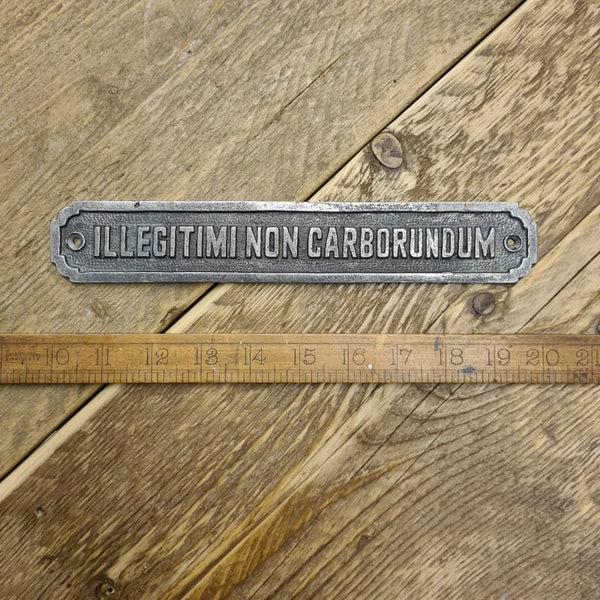 ILLEGITIMI NON CARBORUNDUM
10 11 12 13 14 15 16 17 18 19 20 21